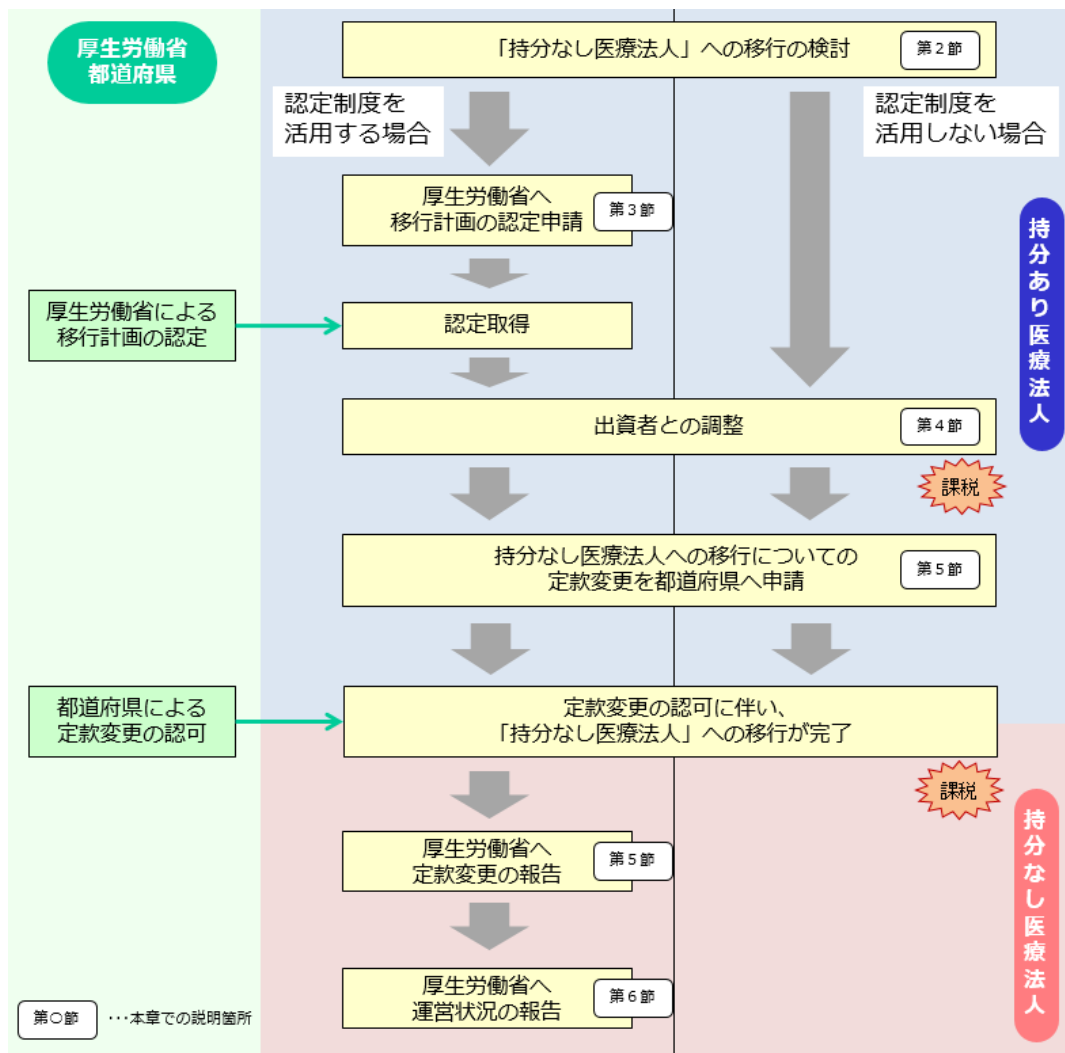 厚生労働省
都道府県
「持分なし医療法人」への移行の検討
第2節
認定制度を
活用する場合
認定制度を
活用しない場合
厚生労働省へ
移行計画の認定申請
第3節
持分あり医療法人
厚生労働省による
移行計画の認定
認定取得
出資者との調整
第4節
課税
持分なし医療法人への移行についての
定款変更を都道府県へ申請
第5節
都道府県による
定款変更の認可
定款変更の認可に伴い、
「持分なし医療法人」への移行が完了
課税
持分なし医療法人
厚生労働省へ
定款変更の報告
第5節
厚生労働省へ
運営状況の報告
第6節
第○節 ・・・本章での説明箇所